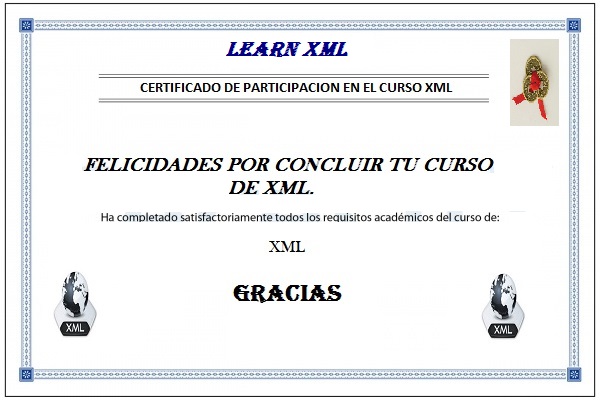 LEARN XML
CERTIFICADO DE PARTICIPACION EN EL CURSO XML
FELICIDADES POR CONCLUIR TU CURSO
DE XML.
Ha completado satisfactoriamente todos los requisitos académicos del curso de:
XML
GRACIAS
XML
XML